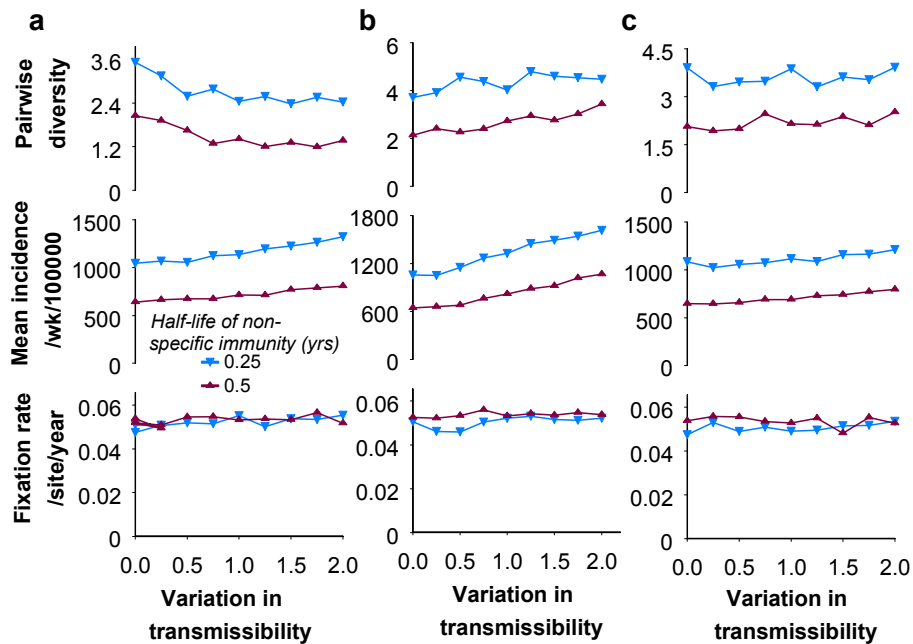 a
b
c
Pairwise
diversity
3.6
2.4
1.2
0
6
4
2
0
4.5
3
1.5
0
Mean incidence
/wk/100000
1500
1000
500
0
1800
1200
600
0
1500
1000
500
0
Half-life of non-
specific immunity (yrs)
0.25
0.5
Fixation rate
/site/year
0.06
0.04
0.02
0
0.06
0.04
0.02
0
0.06
0.04
0.02
0
0.0 0.5 1.0 1.5 2.0
0.0 0.5 1.0 1.5 2.0
0.0 0.5 1.0 1.5 2.0
Variation in
transmissibility
Variation in
transmissibility
Variation in
transmissibility